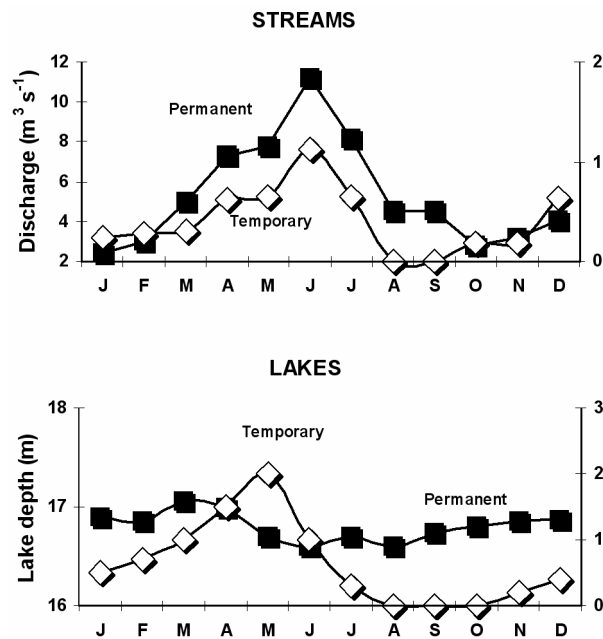 STREAMS
Discharge (m³ s⁻¹)
12
10
8
6
4
2
2
1
0
Permanent
Temporary
J F M A M J J A S O N D
LAKES
Lake depth (m)
18
17
16
3
2
1
0
Temporary
Permanent
J F M A M J J A S O N D